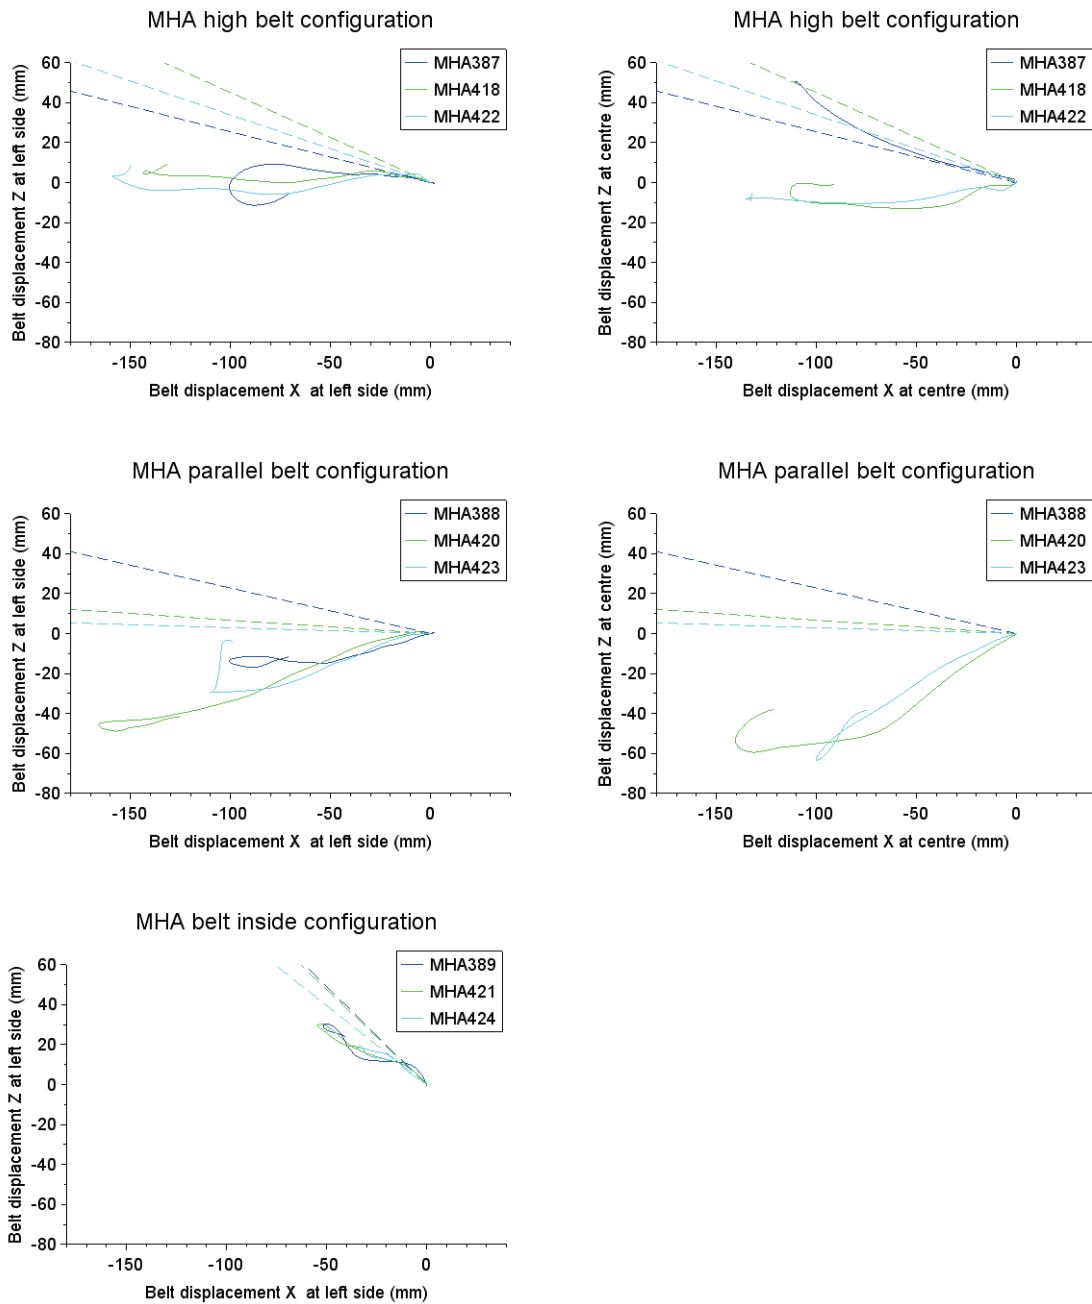 MHA high belt configuration
Belt displacement Z at left side (mm)
60
40
20
0
-20
-40
-60
-80
-150 -100 -50 0
Belt displacement X at left side (mm)
MHA387
MHA418
MHA422
MHA high belt configuration
Belt displacement Z at centre (mm)
60
40
20
0
-20
-40
-60
-80
-150 -100 -50 0
Belt displacement X at centre (mm)
MHA387
MHA418
MHA422
MHA parallel belt configuration
Belt displacement Z at left side (mm)
60
40
20
0
-20
-40
-60
-80
-150 -100 -50 0
Belt displacement X at left side (mm)
MHA388
MHA420
MHA423
MHA parallel belt configuration
Belt displacement Z at centre (mm)
60
40
20
0
-20
-40
-60
-80
-150 -100 -50 0
Belt displacement X at centre (mm)
MHA388
MHA420
MHA423
MHA belt inside configuration
Belt displacement Z at left side (mm)
60
40
20
0
-20
-40
-60
-80
-150 -100 -50 0
Belt displacement X at left side (mm)
MHA389
MHA421
MHA424